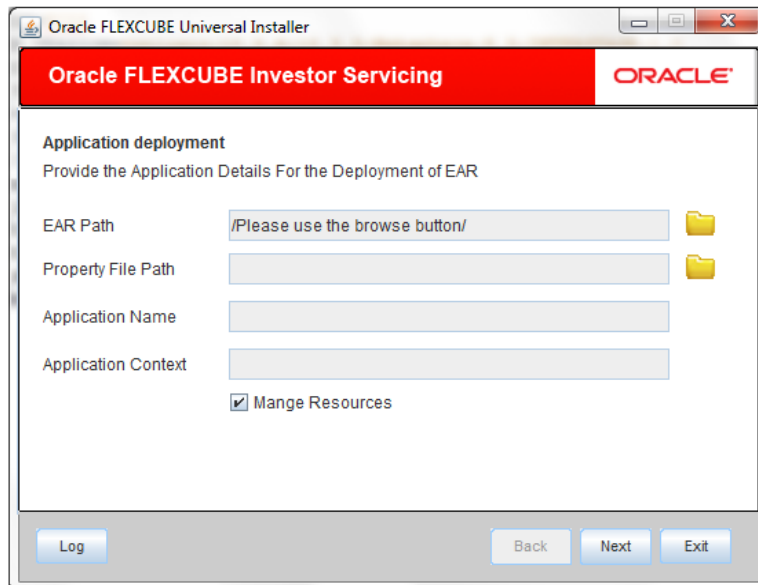 Oracle FLEXCUBE Universal Installer
Oracle FLEXCUBE Investor Servicing ORACLE®
Application deployment
Provide the Application Details For the Deployment of EAR
EAR Path /Please use the browse button/
Property File Path
Application Name
Application Context
Mange Resources
Log Back Next Exit